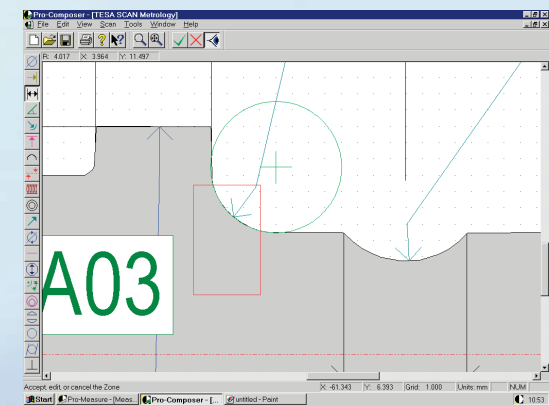 Pro-Composer - [TESA SCAN Metrology]
File Edit View Scan Tools Window Help
R: 4.017 X: 3.964 Y: 11.497
A03
Accept, edit, or cancel the Zone X: -61.343 Y: 6.393 Grid: 1.000 Units: mm NUM
Start Pro-Measure - [Meas... Pro-Composer - [... untitled - Paint 10:53